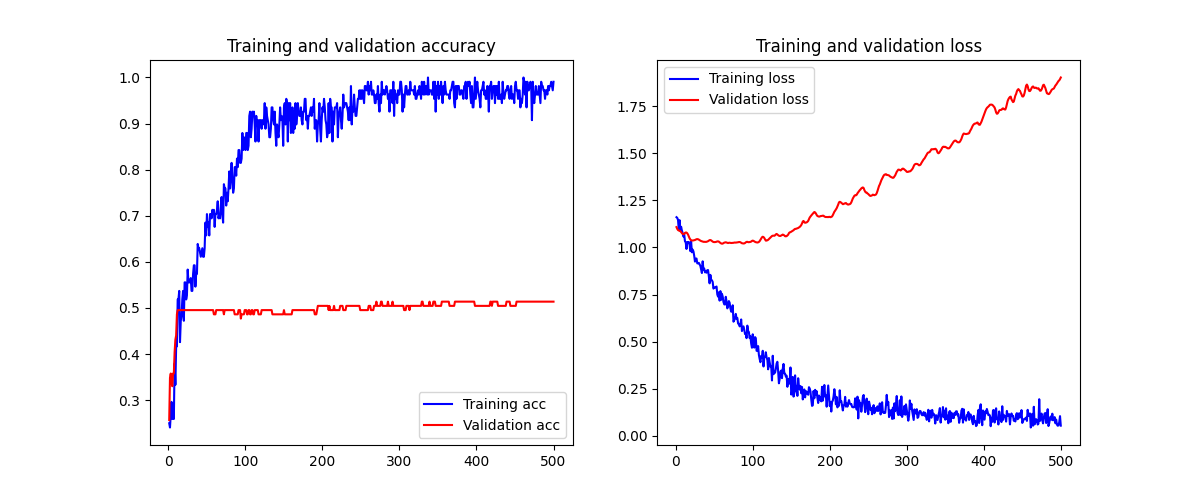 Training and validation accuracy
1.0
0.9
0.8
0.7
0.6
0.5
0.4
0.3
0 100 200 300 400 500
Training acc
Validation acc
Training and validation loss
Training loss
Validation loss
1.75
1.50
1.25
1.00
0.75
0.50
0.25
0.00
0 100 200 300 400 500